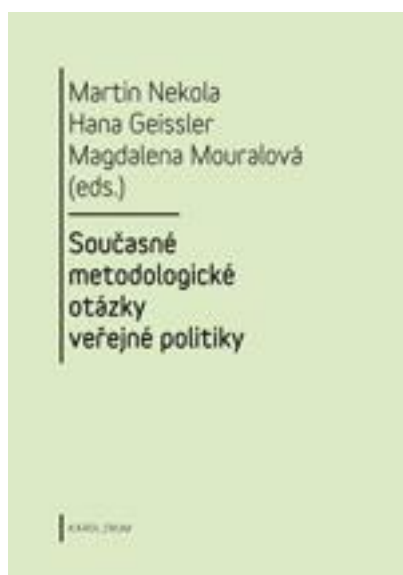 Martin Nekola
Hana Geissler
Magdalena Mouralová
(eds.)
Současné
metodologické
otázky
veřejné politiky
KAROLINUM